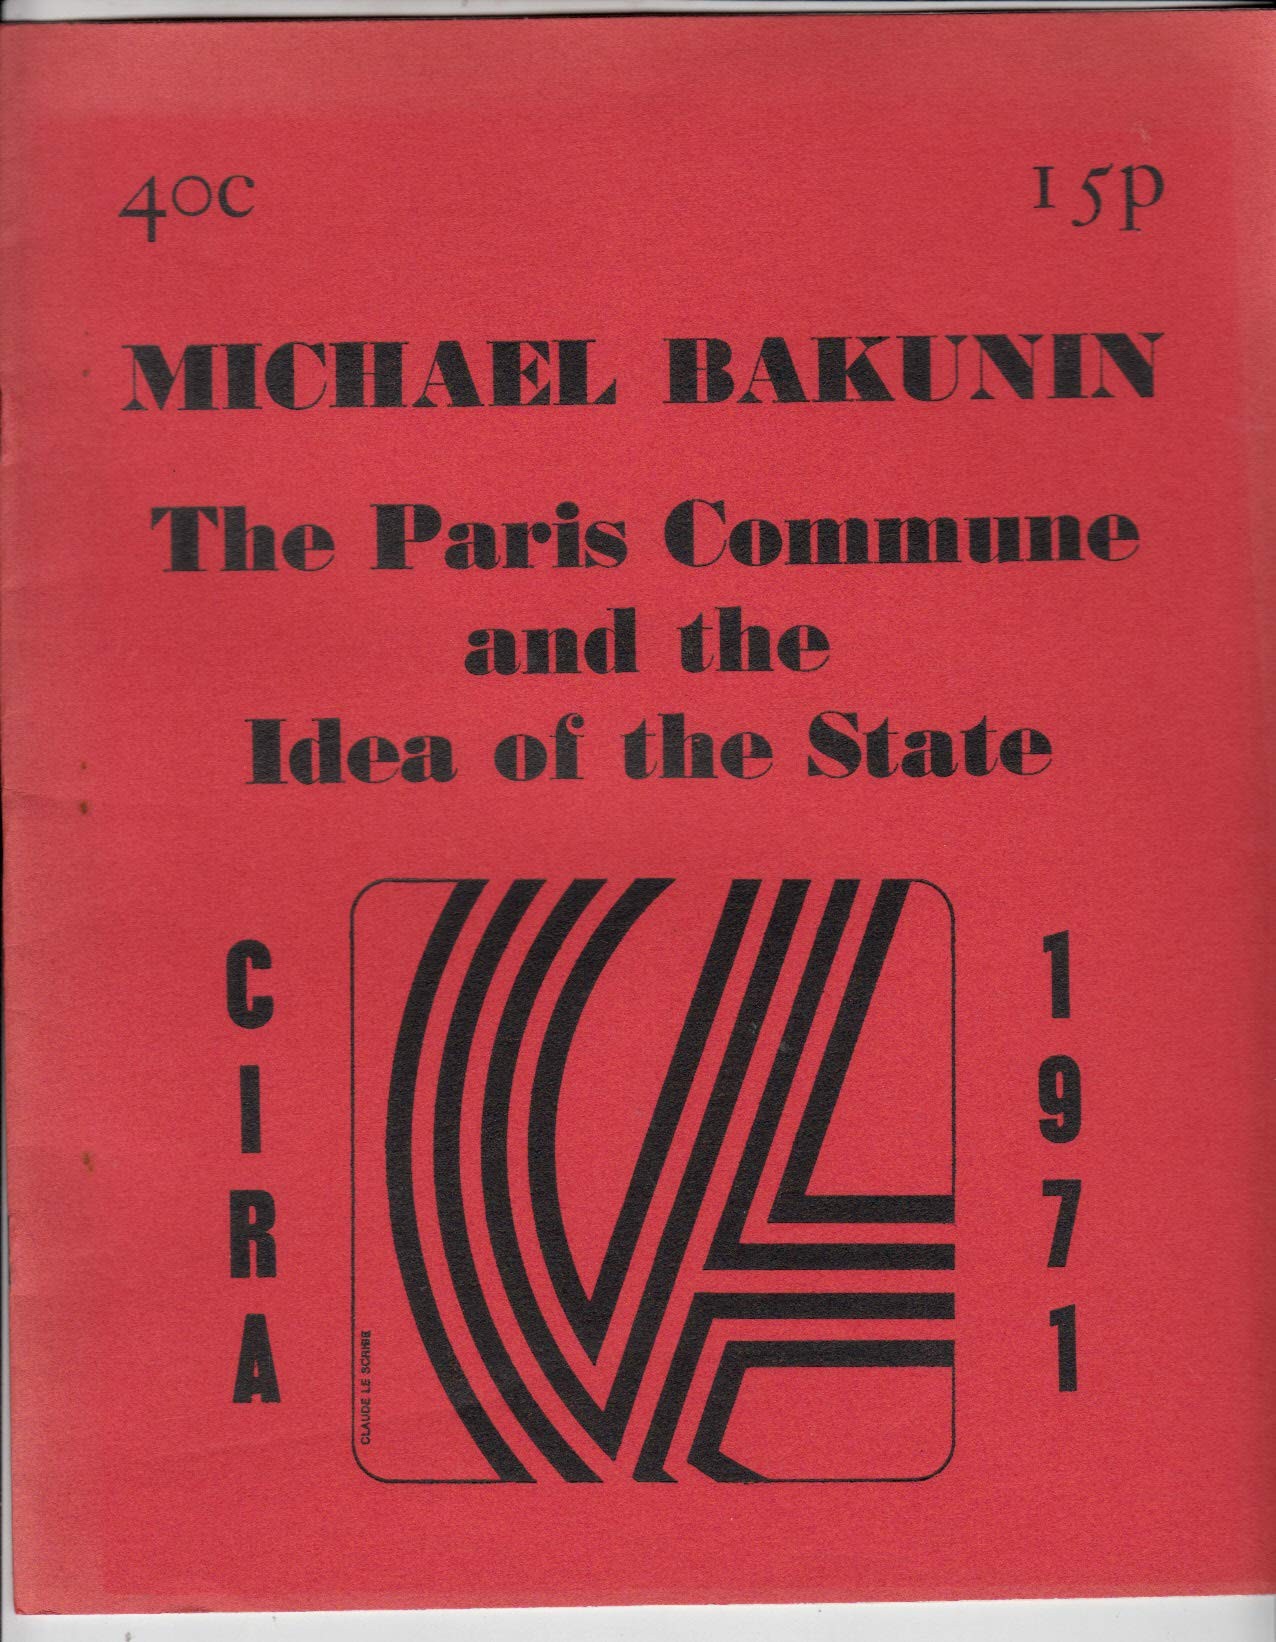 40c 15p
MICHAEL BAKUNIN
The Paris Commune
and the
Idea of the State
CIRA
1971
CLAUDE LE SCRIBE